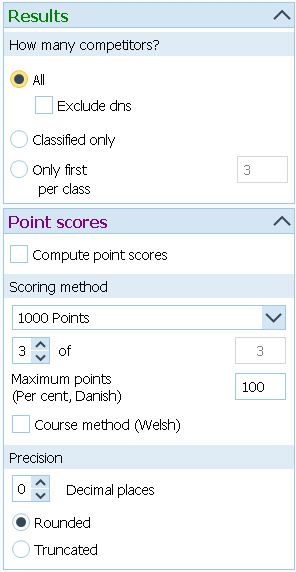 Results
How many competitors?
All
Exclude dns
Classified only
Only first
3
per class
Point scores
Compute point scores
Scoring method
1000 Points
3 of 3
Maximum points
(Per cent, Danish)
100
Course method (Welsh)
Precision
0 Decimal places
Rounded
Truncated